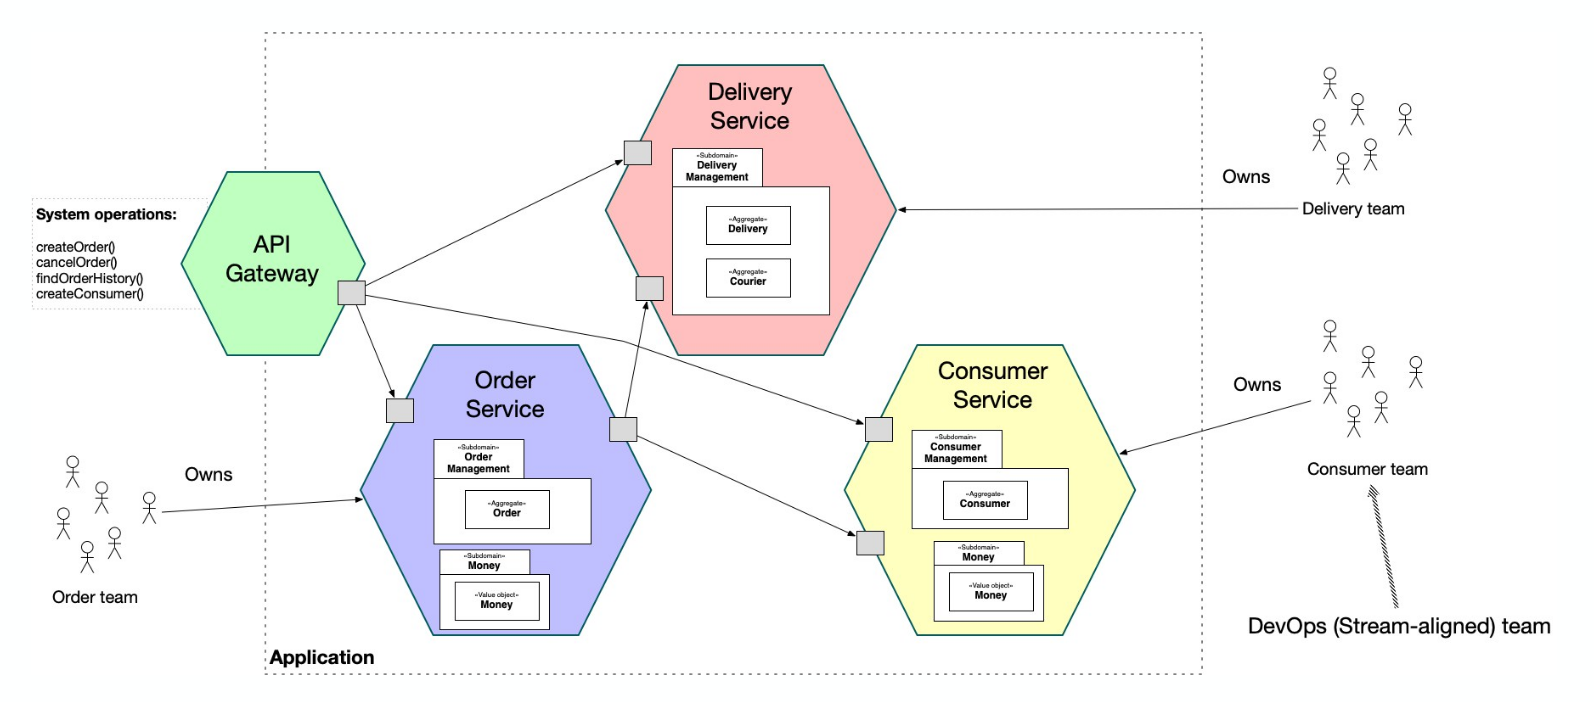 System operations:
createOrder()
cancelOrder()
findOrderHistory()
createConsumer()
API
Gateway
Delivery
Service
«Subdomain»
Delivery
Management
«Aggregate»
Delivery
«Aggregate»
Courier
Owns
Delivery team
Order
Service
«Subdomain»
Order
Management
«Aggregate»
Order
«Subdomain»
Money
«Value object»
Money
Owns
Order team
Consumer
Service
«Subdomain»
Consumer
Management
«Aggregate»
Consumer
«Subdomain»
Money
«Value object»
Money
Owns
Consumer team
DevOps (Stream-aligned) team
Application